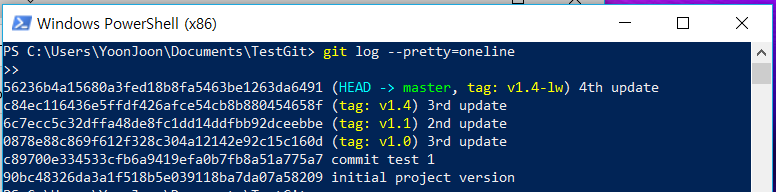 Windows PowerShell (x86)
PS C:\Users\YoonJoon\Documents\TestGit> git log --pretty=oneline
>>
56236b4a15680a3fed18b8fa5463be1263da6491 (HEAD -> master, tag: v1.4-lw) 4th update
c84ec116436e5ffdf426afce54cb8b880454658f (tag: v1.4) 3rd update
6c7ecc5c32dffa48de8fc1dd14ddfbb92dceebbe (tag: v1.1) 2nd update
0878e88c869f612f328c304a12142e92c15c160d (tag: v1.0) 3rd update
c89700e334533cfb6a9419efa0b7fb8a51a775a7 commit test 1
90bc48326da3a1f518b5e039118ba7da07a58209 initial project version